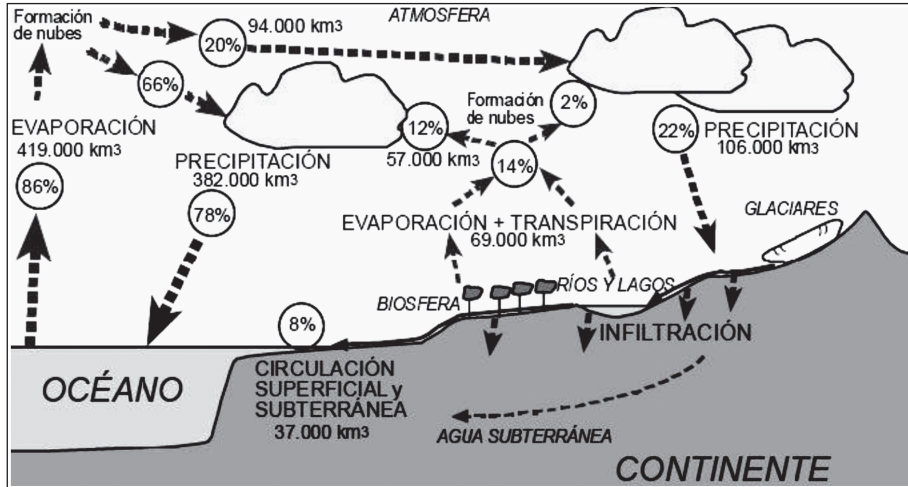 Formación
de nubes
94.000 km3
20%
ATMOSFERA
66%
EVAPORACIÓN
419.000 km3
86%
PRECIPITACIÓN
382.000 km3
78%
12%
57.000 km3
Formación
de nubes
2%
14%
22%
PRECIPITACIÓN
106.000 km3
EVAPORACIÓN + TRANSPIRACIÓN
69.000 km3
GLACIARES
BIOSFERA
RÍOS Y LAGOS
8%
INFILTRACIÓN
OCÉANO
CIRCULACIÓN
SUPERFICIAL y
SUBTERRÁNEA
37.000 km3
AGUA SUBTERRÁNEA
CONTINENTE